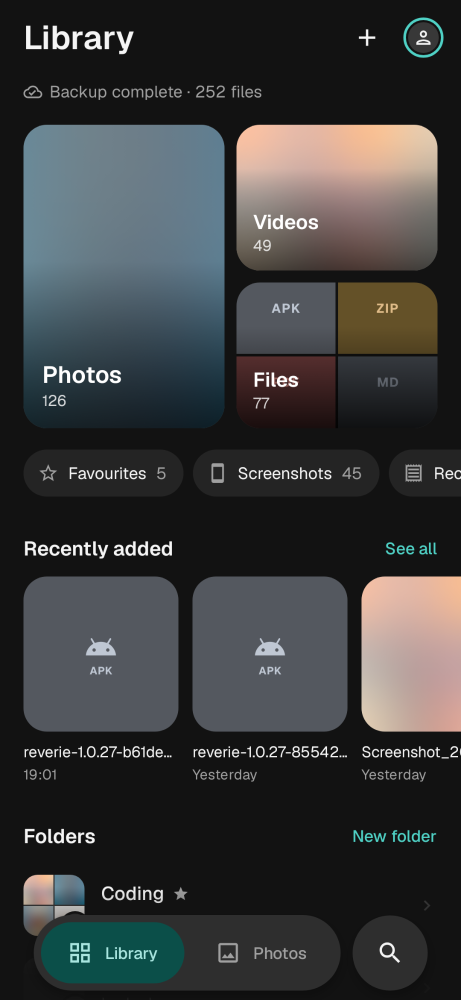 Library
Backup complete · 252 files
Photos
126
Videos
49
APK
ZIP
Files
77
MD
Favourites 5
Screenshots 45
Rec
Recently added
See all
APK
APK
reverie-1.0.27-b61de...
19:01
reverie-1.0.27-85542...
Yesterday
Screenshot_2
Yesterday
Folders
New folder
Coding
Library
Photos